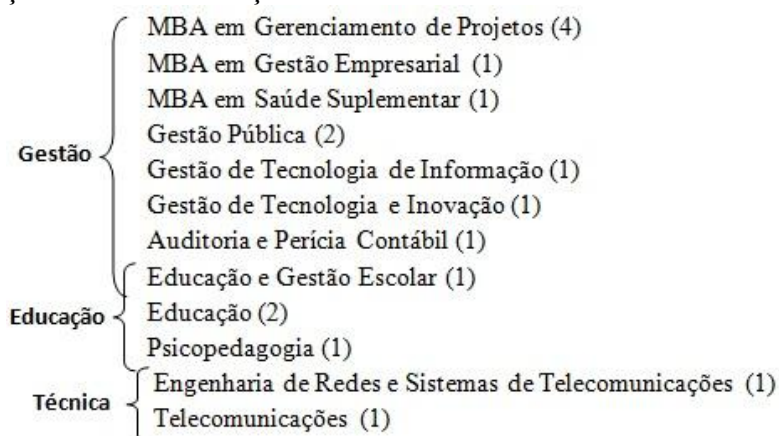 MBA em Gerenciamento de Projetos (4)
MBA em Gestão Empresarial (1)
MBA em Saúde Suplementar (1)
Gestão Pública (2)
Gestão
Gestão de Tecnologia de Informação (1)
Gestão de Tecnologia e Inovação (1)
Auditoria e Perícia Contábil (1)
Educação e Gestão Escolar (1)
Educação
Educação (2)
Psicopedagogia (1)
Engenharia de Redes e Sistemas de Telecomunicações (1)
Técnica
Telecomunicações (1)